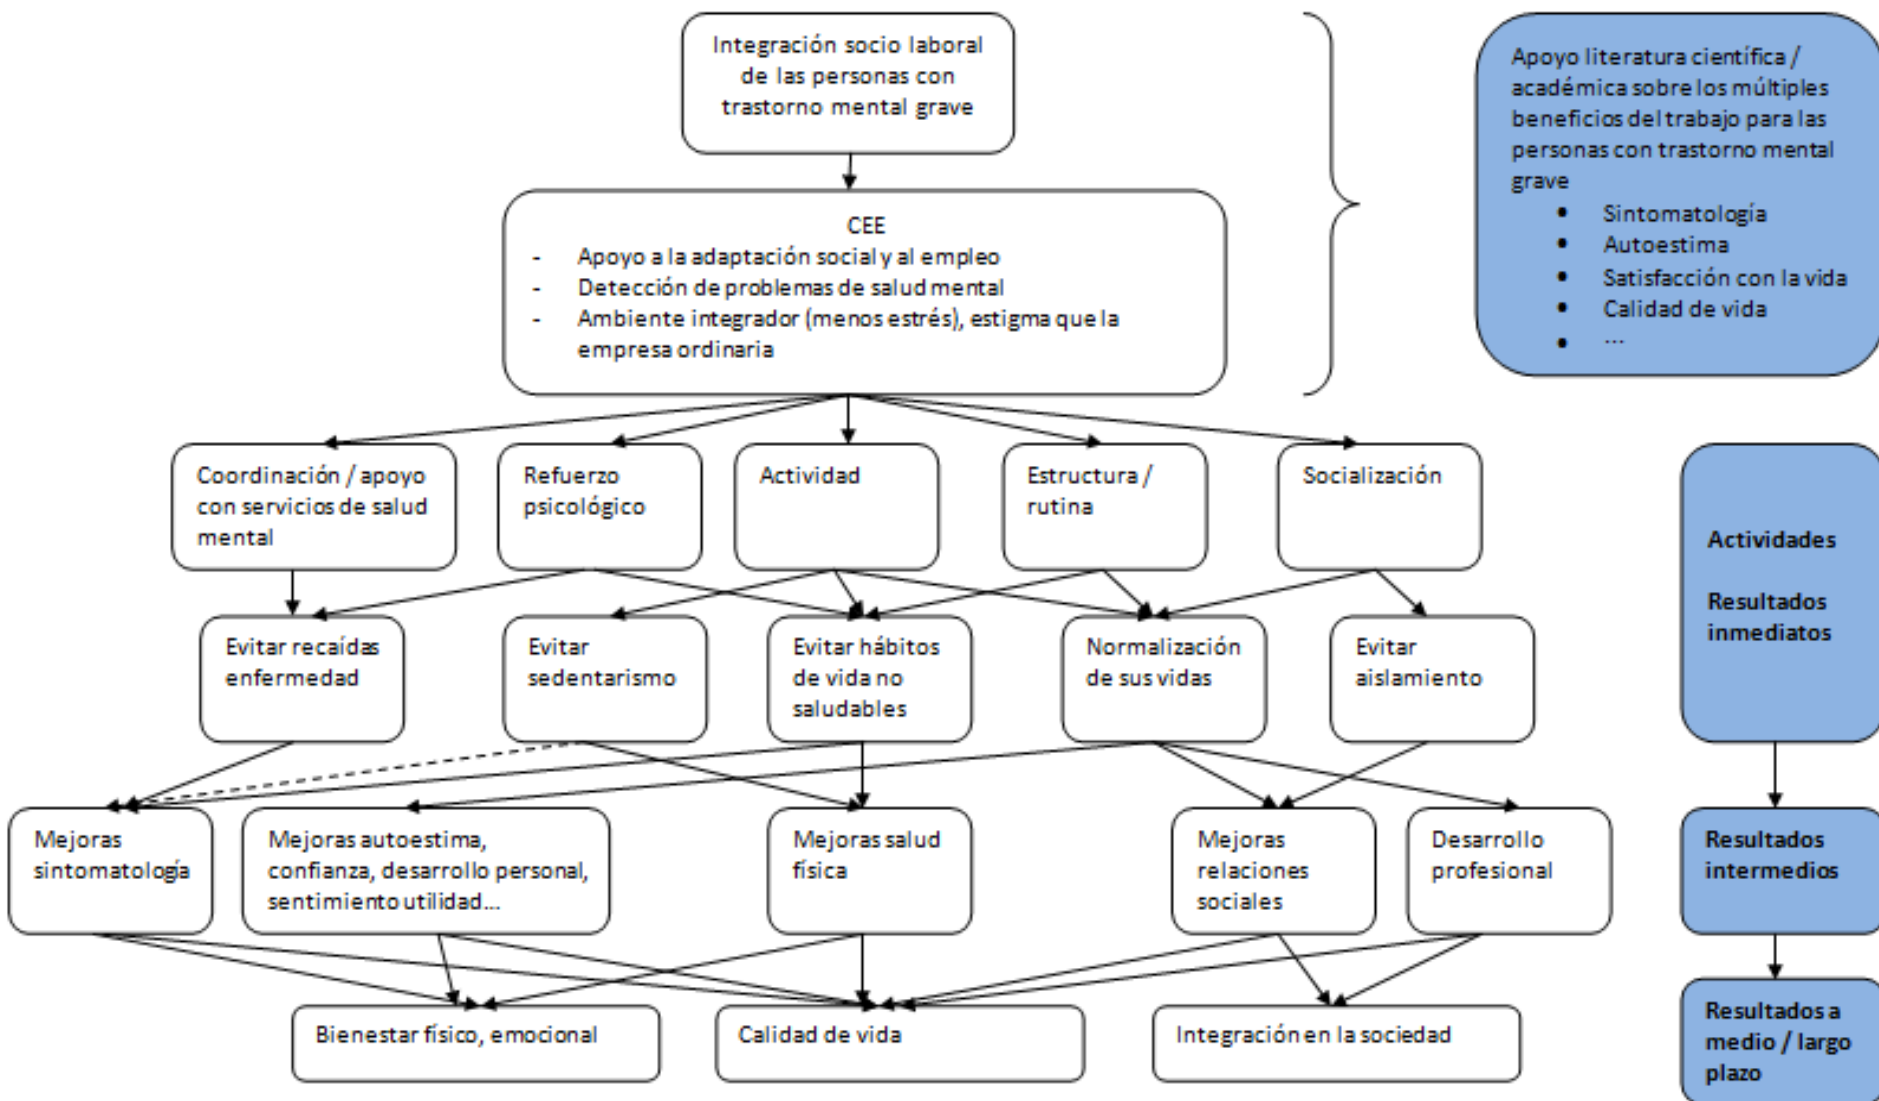 Integración socio laboral
de las personas con
trastorno mental grave
Apoyo literatura científica /
académica sobre los múltiples
beneficios del trabajo para las
personas con trastorno mental
grave
• Sintomatología
• Autoestima
• Satisfacción con la vida
• Calidad de vida
• ...
CEE
- Apoyo a la adaptación social y al empleo
- Detección de problemas de salud mental
- Ambiente integrador (menos estrés), estigma que la
empresa ordinaria
Coordinación / apoyo
con servicios de salud
mental
Refuerzo
psicológico
Actividad
Estructura /
rutina
Socialización
Actividades
Resultados
inmediatos
Evitar recaídas
enfermedad
Evitar
sedentarismo
Evitar hábitos
de vida no
saludables
Normalización
de sus vidas
Evitar
aislamiento
Mejoras
sintomatología
Mejoras autoestima,
confianza, desarrollo personal,
sentimiento utilidad...
Mejoras salud
física
Mejoras
relaciones
sociales
Desarrollo
profesional
Resultados
intermedios
Bienestar físico, emocional
Calidad de vida
Integración en la sociedad
Resultados a
medio / largo
plazo